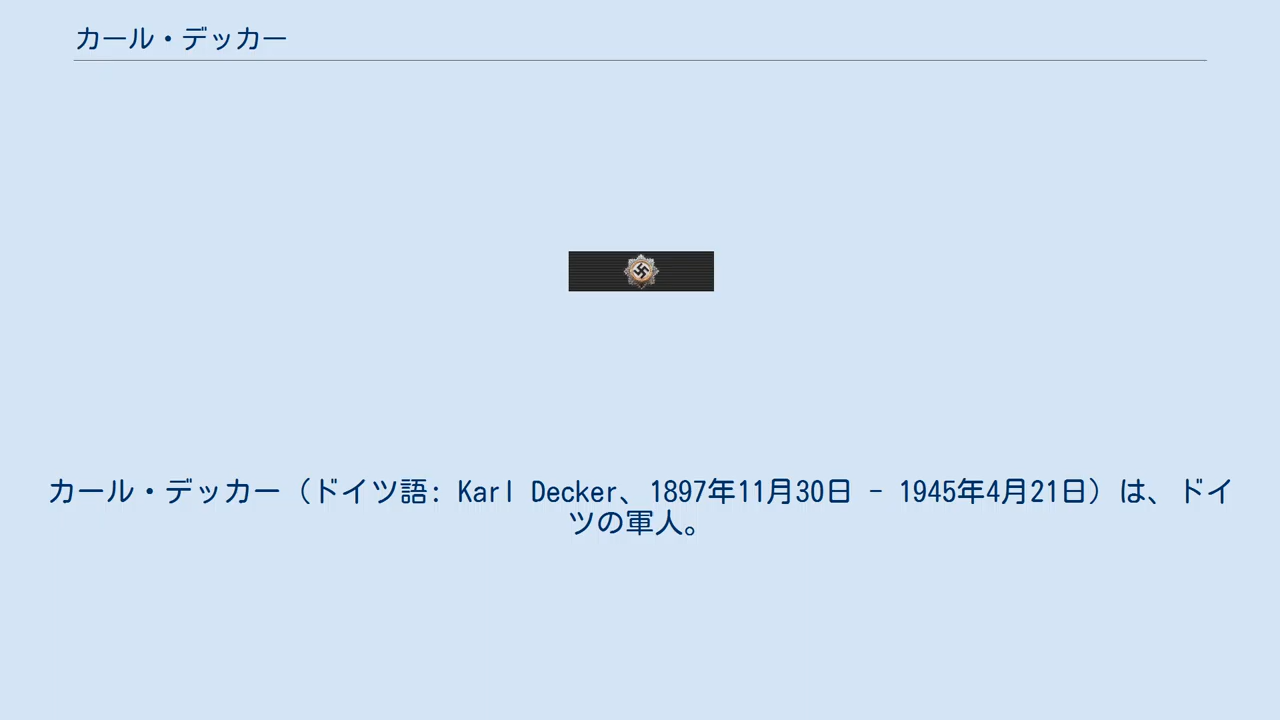 カール・デッカー
カール・デッカー（ドイツ語: Karl Decker、1897年11月30日 - 1945年4月21日）は、ドイ
ツの軍人。